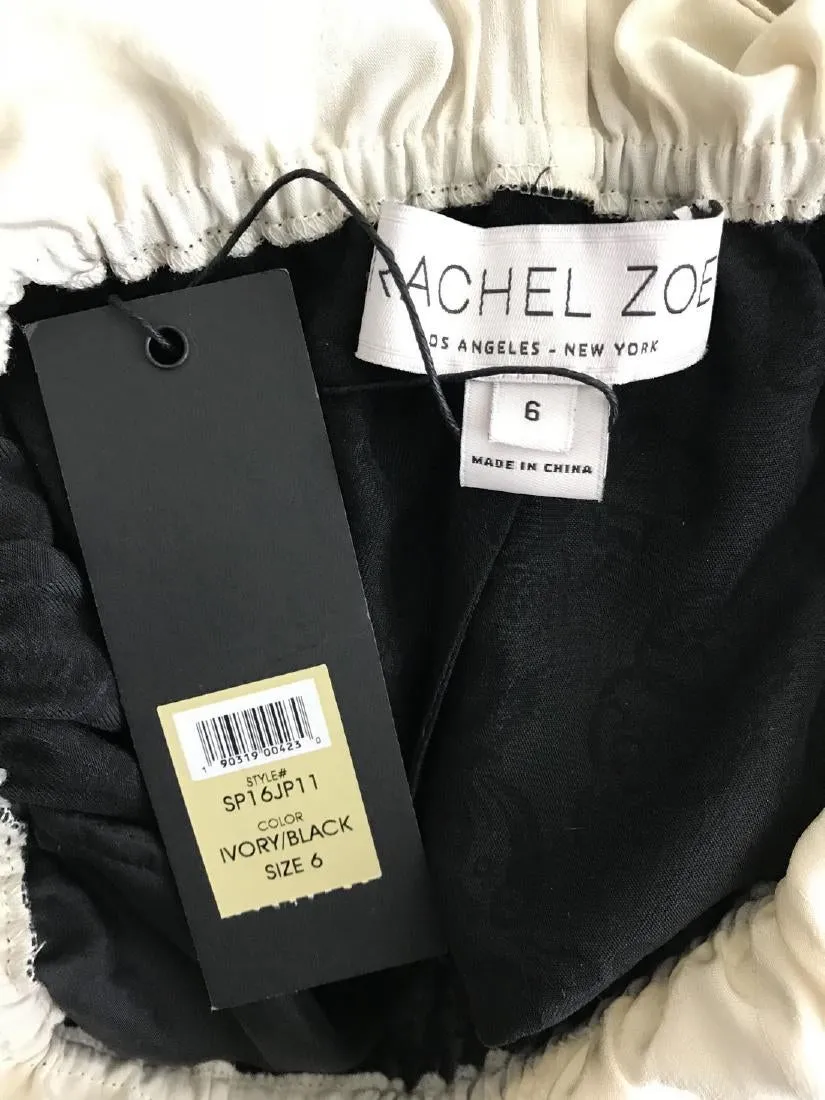 RACHEL ZOE
LOS ANGELES - NEW YORK
6
MADE IN CHINA
1 90319 00423 0
STYLE#
SP16JP11
COLOR
IVORY/BLACK
SIZE 6